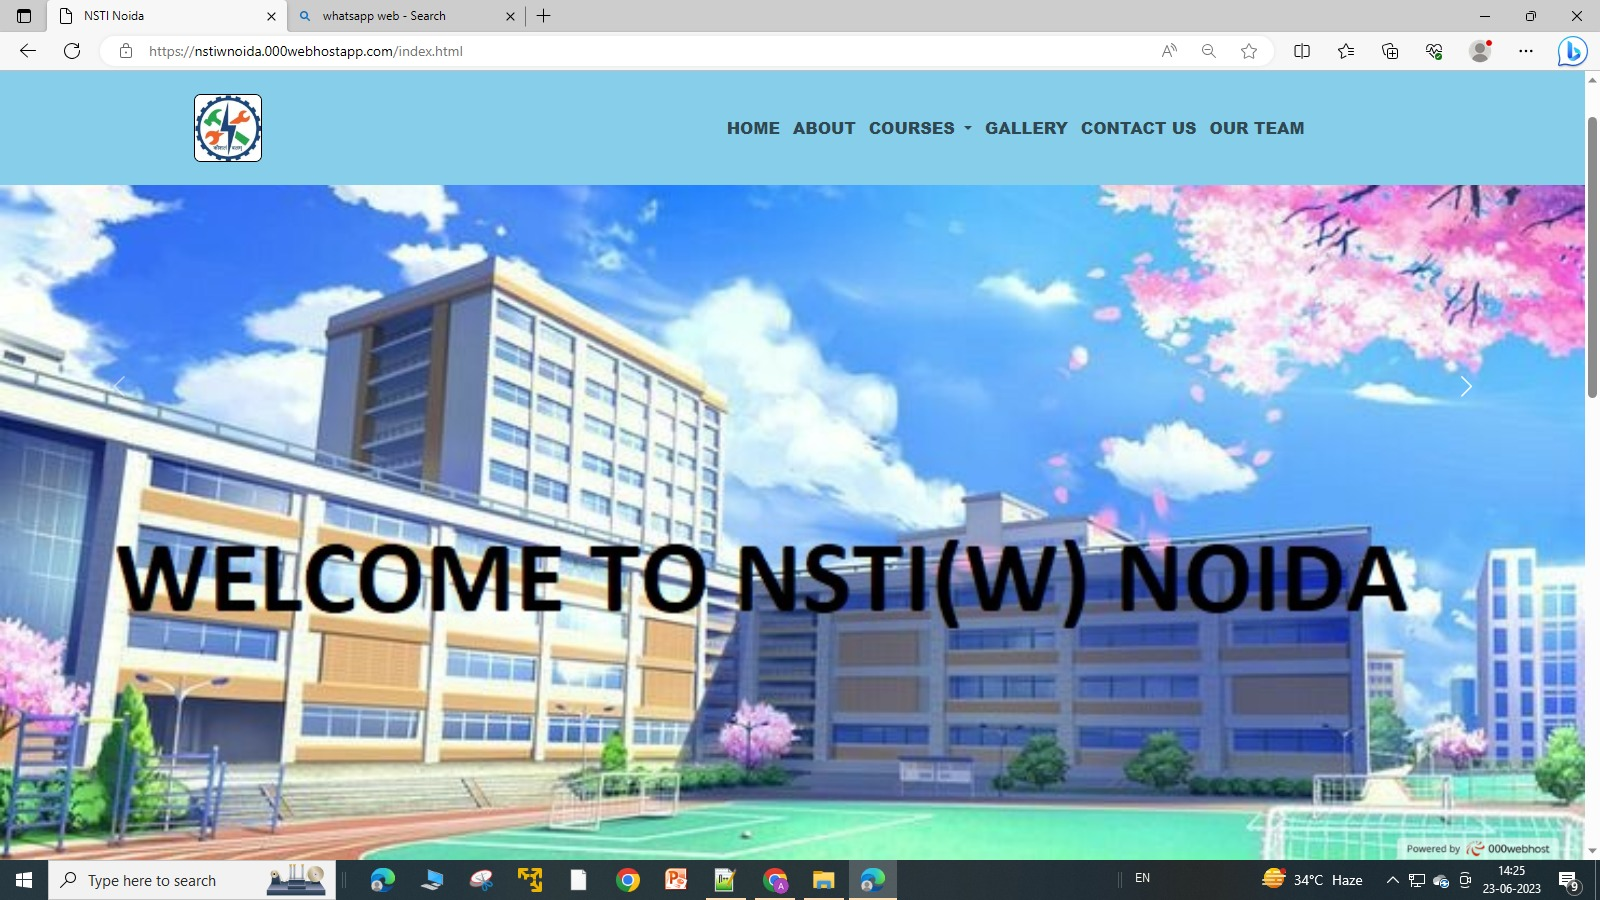 NSTI Noida
whatsapp web - Search
https://nstiwnoida.000webhostapp.com/index.html
HOME ABOUT COURSES GALLERY CONTACT US OUR TEAM
WELCOME TO NSTI(W) NOIDA
Powered by 000webhost
Type here to search
EN
34°C Haze
14:25
23-06-2023
9